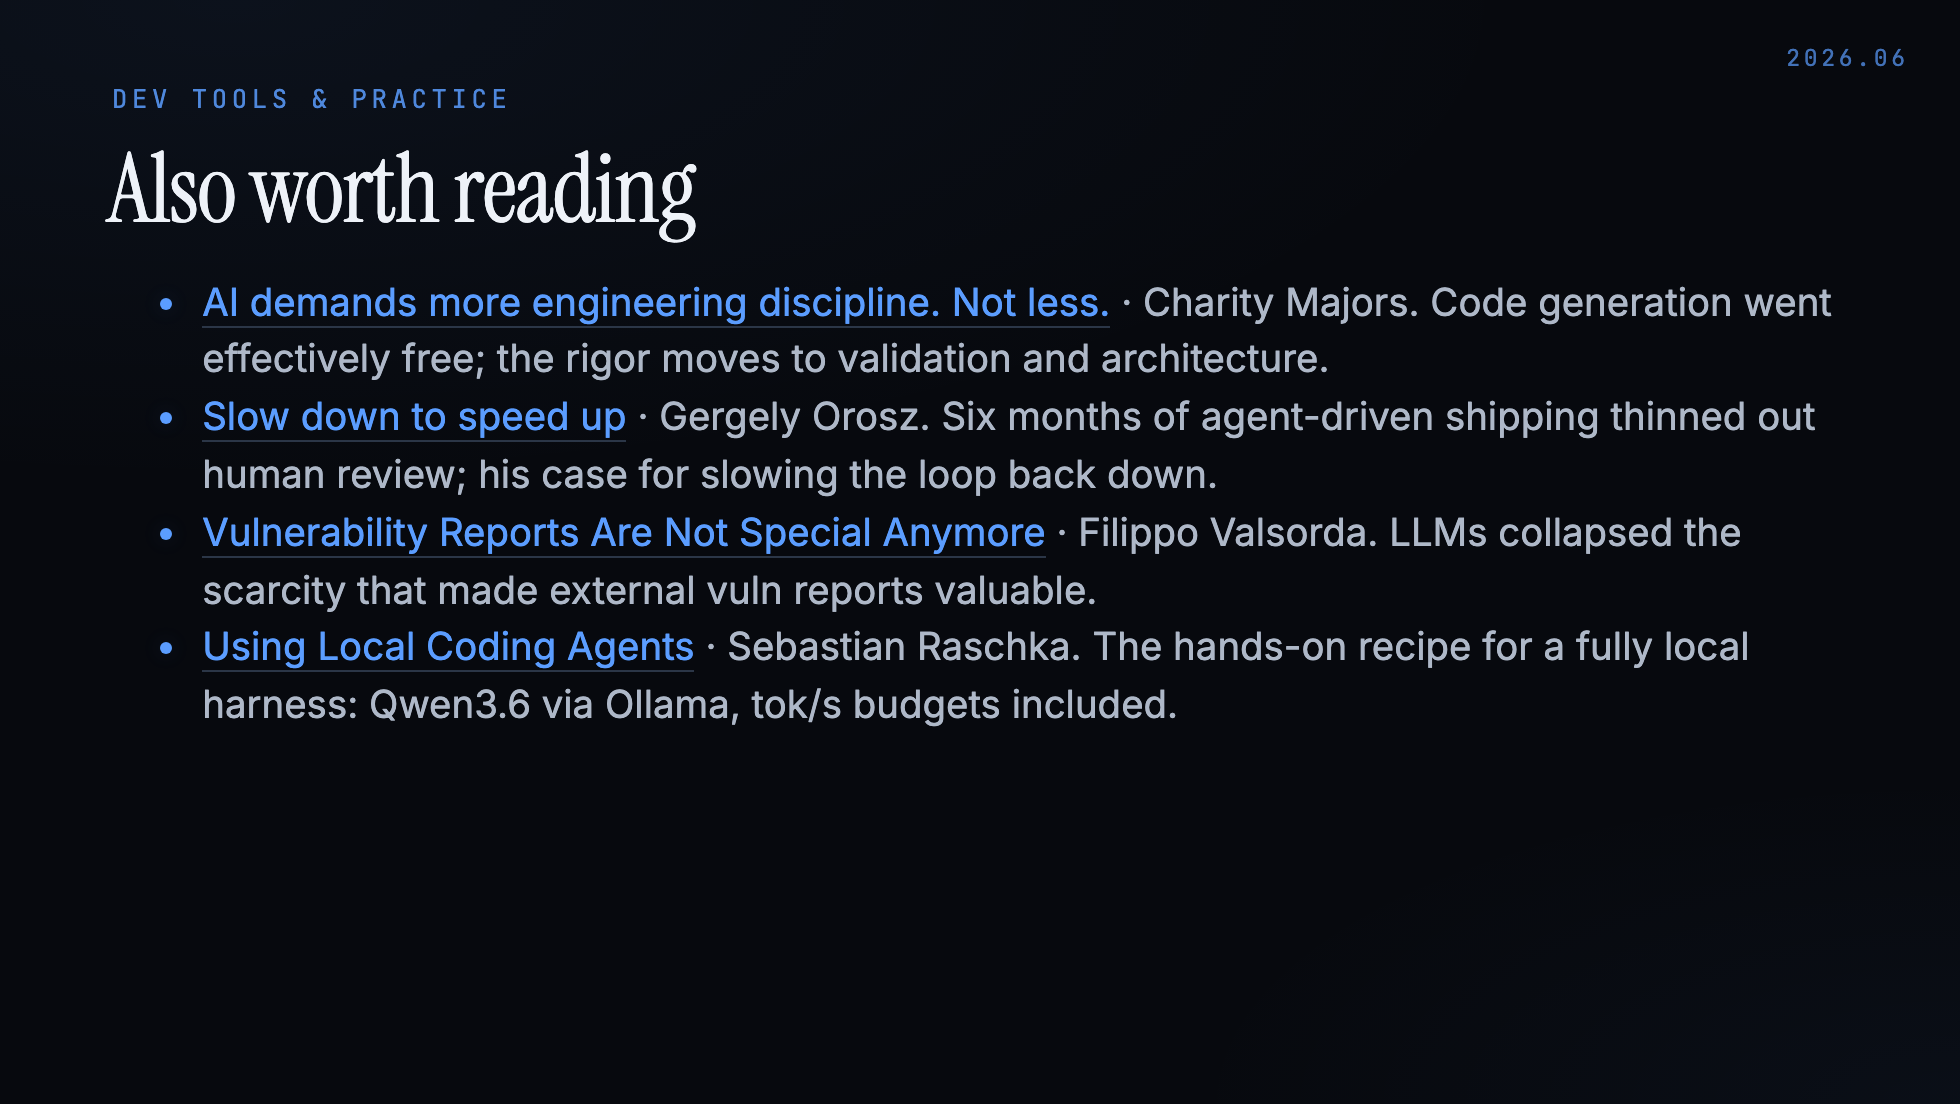 2026.06
DEV TOOLS & PRACTICE
Also worth reading
• AI demands more engineering discipline. Not less. · Charity Majors. Code generation went
effectively free; the rigor moves to validation and architecture.
• Slow down to speed up · Gergely Orosz. Six months of agent-driven shipping thinned out
human review; his case for slowing the loop back down.
• Vulnerability Reports Are Not Special Anymore · Filippo Valsorda. LLMs collapsed the
scarcity that made external vuln reports valuable.
• Using Local Coding Agents · Sebastian Raschka. The hands-on recipe for a fully local
harness: Qwen3.6 via Ollama, tok/s budgets included.